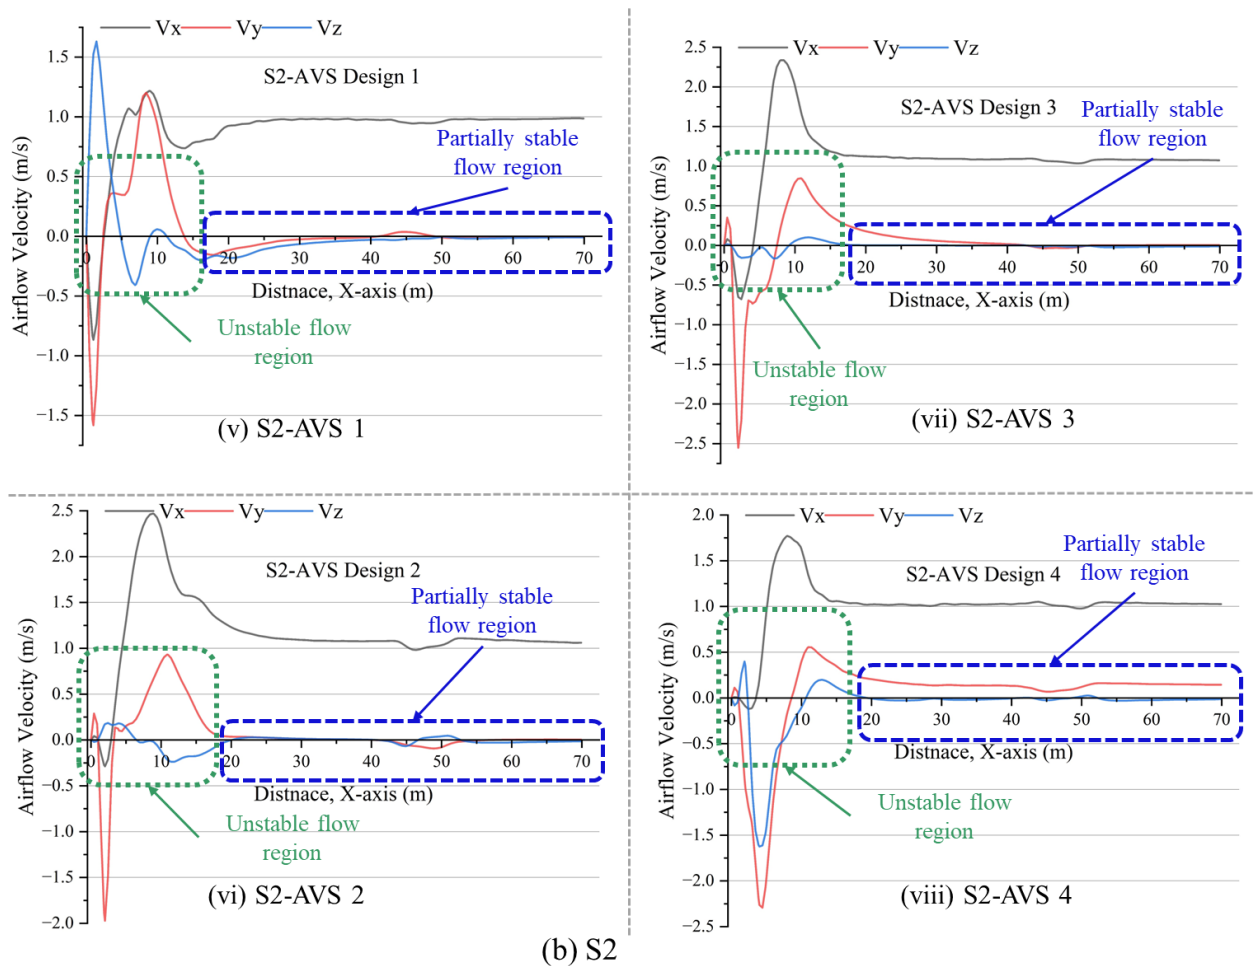 Vx Vy Vz
1.5
1.0
0.5
0.0
−0.5
−1.0
−1.5
Airflow Velocity (m/s)
S2-AVS Design 1
Partially stable
flow region
0 10 20 30 40 50 60 70
Distnace, X-axis (m)
Unstable flow
region
(v) S2-AVS 1
Vx Vy Vz
2.5
2.0
1.5
1.0
0.5
0.0
−0.5
−1.0
−1.5
−2.0
−2.5
Airflow Velocity (m/s)
S2-AVS Design 3
Partially stable
flow region
0 10 20 30 40 50 60 70
Distnace, X-axis (m)
Unstable flow
region
(vii) S2-AVS 3
Vx Vy Vz
2.5
2.0
1.5
1.0
0.5
0.0
−0.5
−1.0
−1.5
−2.0
Airflow Velocity (m/s)
S2-AVS Design 2
Partially stable
flow region
0 10 20 30 40 50 60 70
Distnace, X-axis (m)
Unstable flow
region
(vi) S2-AVS 2
Vx Vy Vz
2.0
1.5
1.0
0.5
0.0
−0.5
−1.0
−1.5
−2.0
−2.5
Airflow Velocity (m/s)
Partially stable
flow region
S2-AVS Design 4
0 10 20 30 40 50 60 70
Distnace, X-axis (m)
Unstable flow
region
(viii) S2-AVS 4
(b) S2